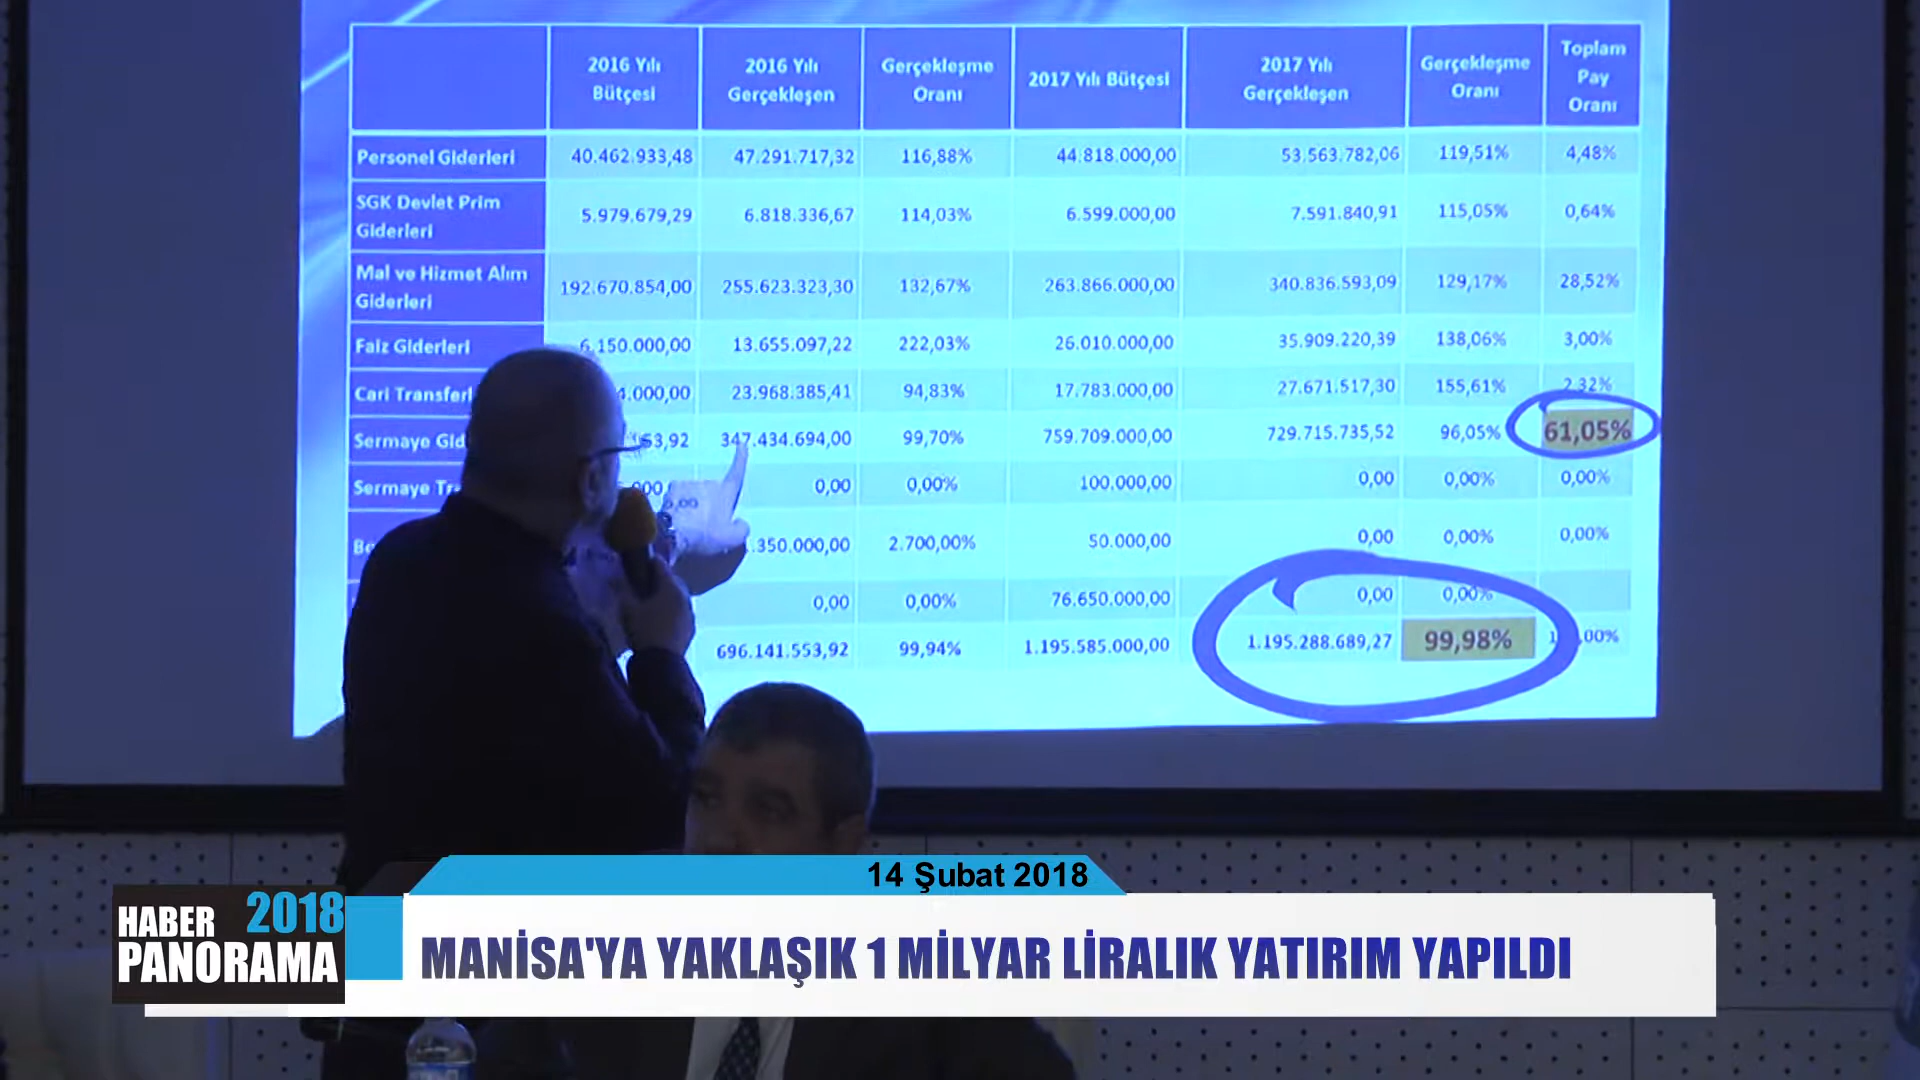 2016 Yılı Bütçesi 2016 Yılı Gerçekleşen Gerçekleşme Oranı 2017 Yılı Bütçesi 2017 Yılı Gerçekleşen Gerçekleşme Oranı Toplam Pay Oranı
Personel Giderleri 40.462.933,48 47.291.717,32 116,88% 44.818.000,00 53.563.782,06 119,51% 4,48%
SGK Devlet Prim Giderleri 5.979.679,29 6.818.336,67 114,03% 6.599.000,00 7.591.840,91 115,05% 0,64%
Mal ve Hizmet Alım Giderleri 192.670.854,00 255.623.323,30 132,67% 263.866.000,00 340.836.593,09 129,17% 28,52%
Faiz Giderleri 6.150.000,00 13.655.097,22 222,03% 26.010.000,00 35.909.220,39 138,06% 3,00%
Cari 23.968.385,41 94,83% 17.783.000,00 27.671.517,30 155,61% 2,32%
Sermaye 347.434.694,00 99,70% 759.709.000,00 729.715.735,52 96,05% 61,05%
Sermaye 0,00 0,00% 100.000,00 0,00 0,00% 0,00%
.350.000,00 2.700,00% 50.000,00 0,00 0,00% 0,00%
0,00 0,00% 76.650.000,00 0,00 0,00%
696.141.553,92 99,94% 1.195.585.000,00 1.195.288.689,27 99,98%
14 Şubat 2018
HABER 2018
PANORAMA
MANİSA'YA YAKLAŞIK 1 MİLYAR LİRALIK YATIRIM YAPILDI